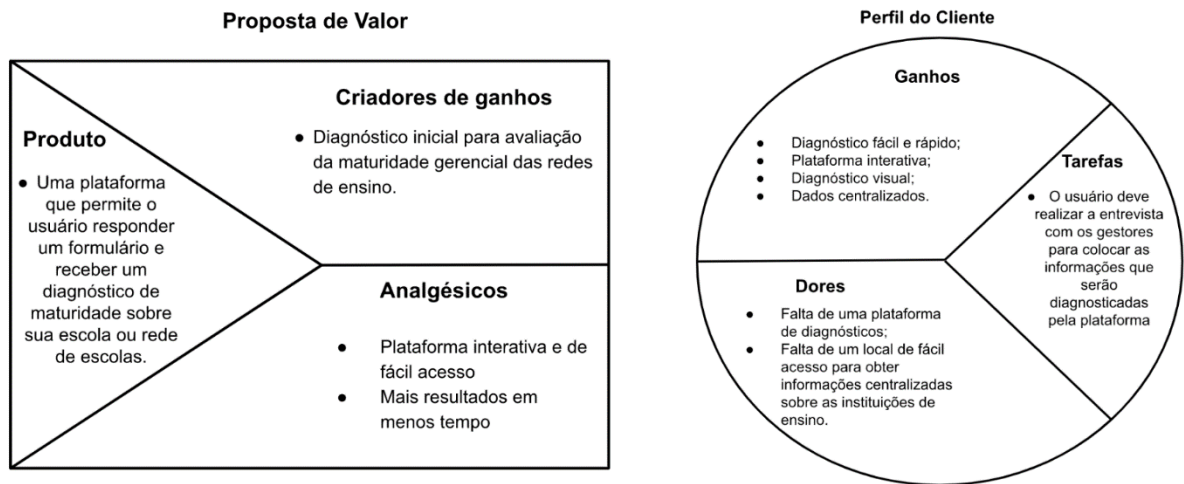 Proposta de Valor
Criadores de ganhos
● Diagnóstico inicial para avaliação
da maturidade gerencial das redes
de ensino.
Produto
● Uma plataforma
que permite o
usuário responder
um formulário e
receber um
diagnóstico de
maturidade sobre
sua escola ou rede
de escolas.
Analgésicos
● Plataforma interativa e de
fácil acesso
● Mais resultados em
menos tempo
Perfil do Cliente
Ganhos
● Diagnóstico fácil e rápido;
● Plataforma interativa;
● Diagnóstico visual;
● Dados centralizados.
Tarefas
● O usuário deve
realizar a entrevista
com os gestores
para colocar as
informações que
serão
diagnosticadas
pela plataforma
Dores
● Falta de uma plataforma
de diagnósticos;
● Falta de um local de fácil
acesso para obter
informações centralizadas
sobre as instituições de
ensino.